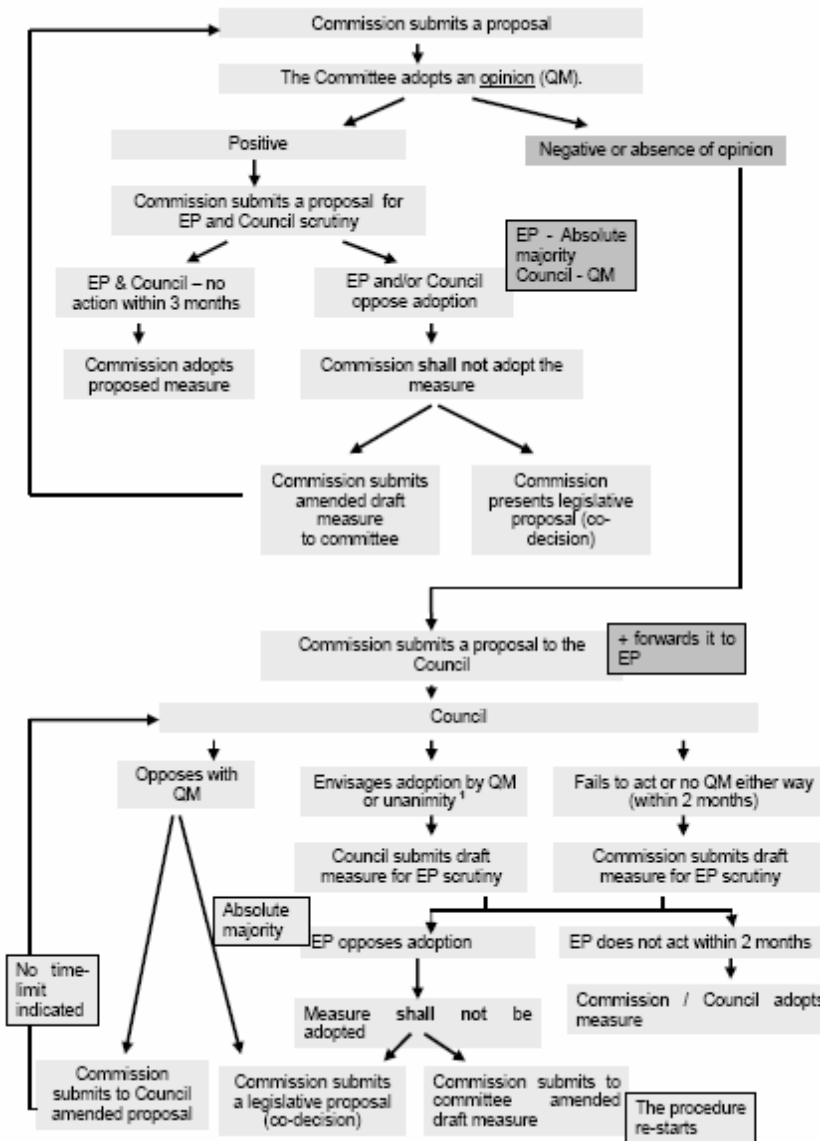 Commission submits a proposal
The Committee adopts an opinion (QM).
Positive
Negative or absence of opinion
Commission submits a proposal for
EP and Council scrutiny
EP - Absolute
majority
Council - QM
EP & Council – no
action within 3 months
EP and/or Council
oppose adoption
Commission adopts
proposed measure
Commission shall not adopt the
measure
Commission submits
amended draft
measure
to committee
Commission
presents legislative
proposal (co-
decision)
Commission submits a proposal to the
Council
+ forwards it to
EP
Council
Opposes with
QM
Envisages adoption by QM
or unanimity ¹
Fails to act or no QM either way
(within 2 months)
Council submits draft
measure for EP scrutiny
Commission submits draft
measure for EP scrutiny
Absolute
majority
EP opposes adoption
EP does not act within 2 months
No time-
limit
indicated
Measure shall not be
adopted
Commission / Council adopts
measure
Commission
submits to Council
amended proposal
Commission submits
a legislative proposal
(co-decision)
Commission submits to
committee amended
draft measure
The procedure
re-starts